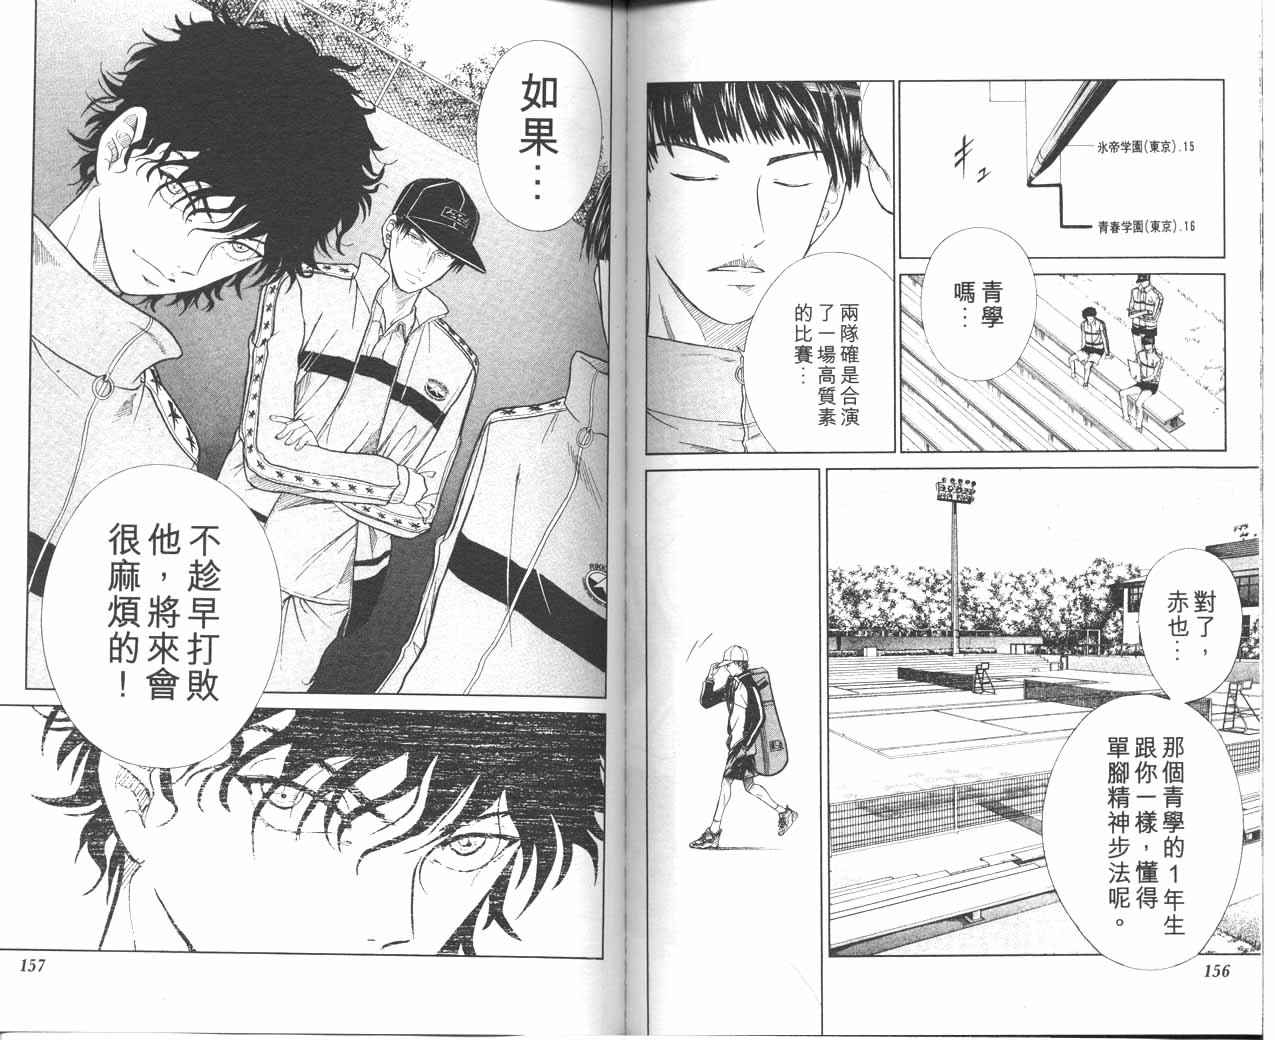 氷帝学園(東京).15
キュ
青春学園(東京).16
青學
嗎…
兩隊確是合演
了一場高質素
的比賽…
對了，
赤也…
那個青學的1年生
跟你一樣，懂得
單腳精神步法呢。
156
如果…
不趁早打敗
他，將來會
很麻煩的！
157